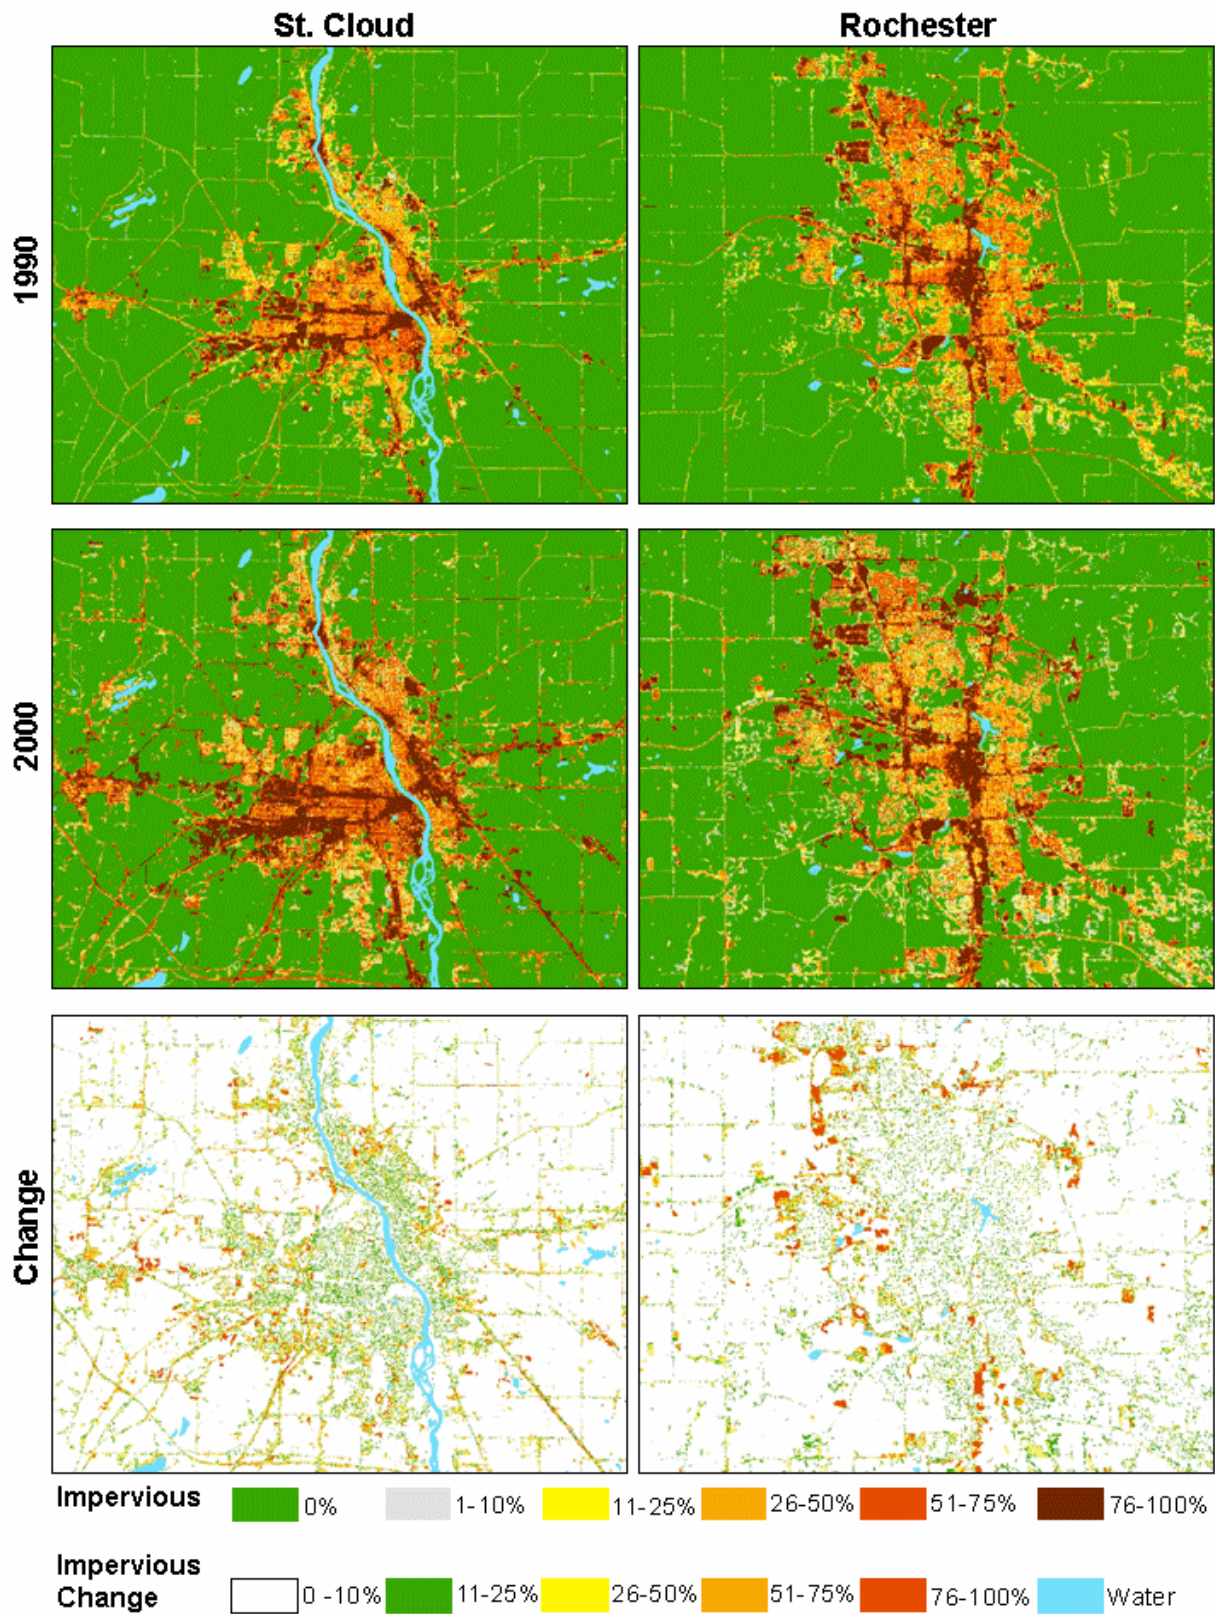 St. Cloud Rochester
1990
2000
Change
Impervious 0% 1-10% 11-25% 26-50% 51-75% 76-100%
Impervious
Change 0 -10% 11-25% 26-50% 51-75% 76-100% Water